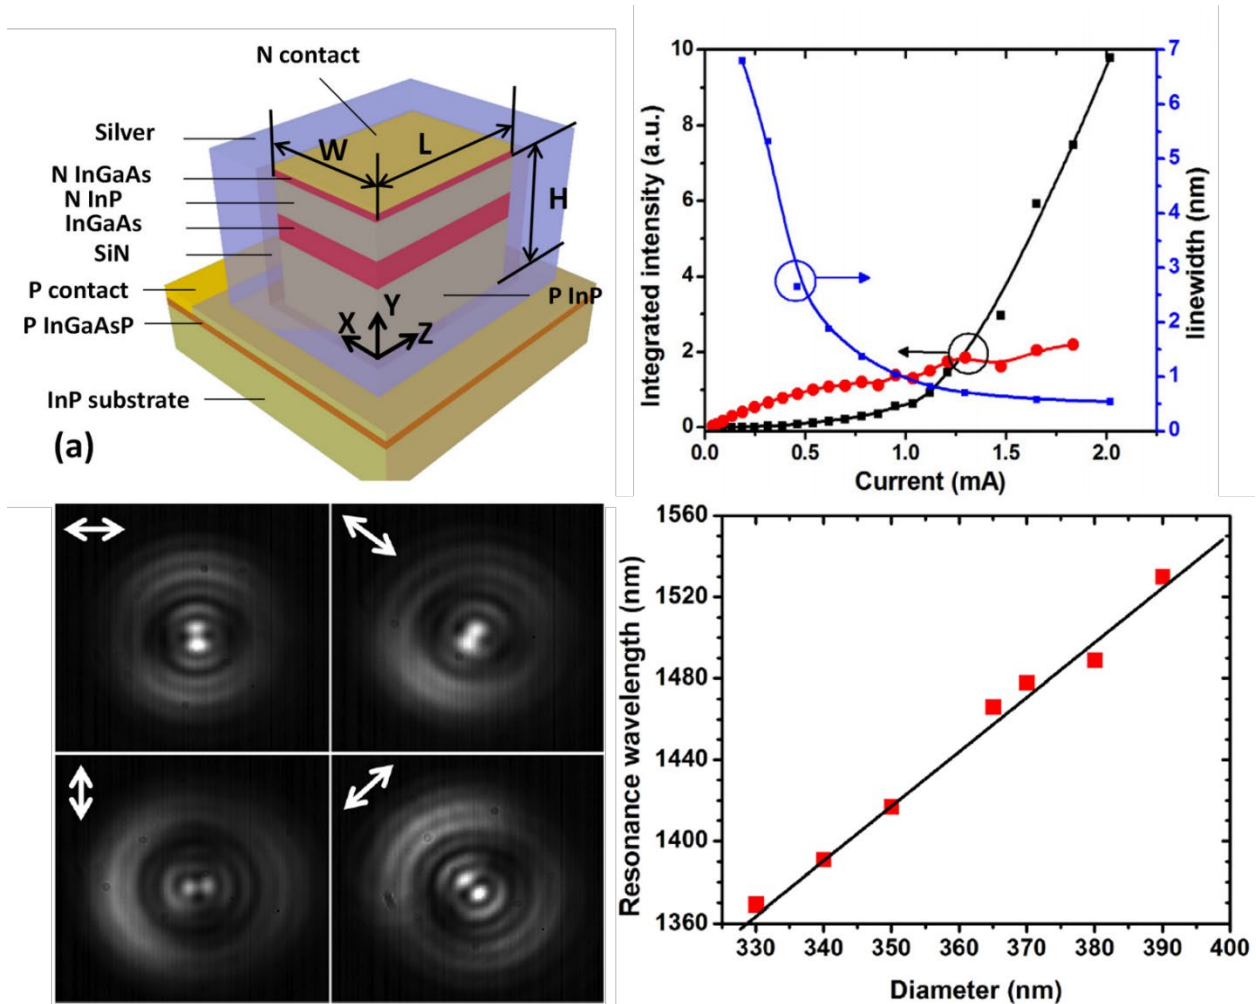 N contact
Silver
W
L
N InGaAs
N InP
H
InGaAs
SiN
P contact
P InP
Y
X
Z
P InGaAsP
InP substrate
(a)
10
8
6
4
2
0
Integrated intensity (a.u.)
7
6
5
4
3
2
1
0
linewidth (nm)
0.0 0.5 1.0 1.5 2.0
Current (mA)
1560
1520
1480
1440
1400
1360
Resonance wavelength (nm)
330 340 350 360 370 380 390 400
Diameter (nm)